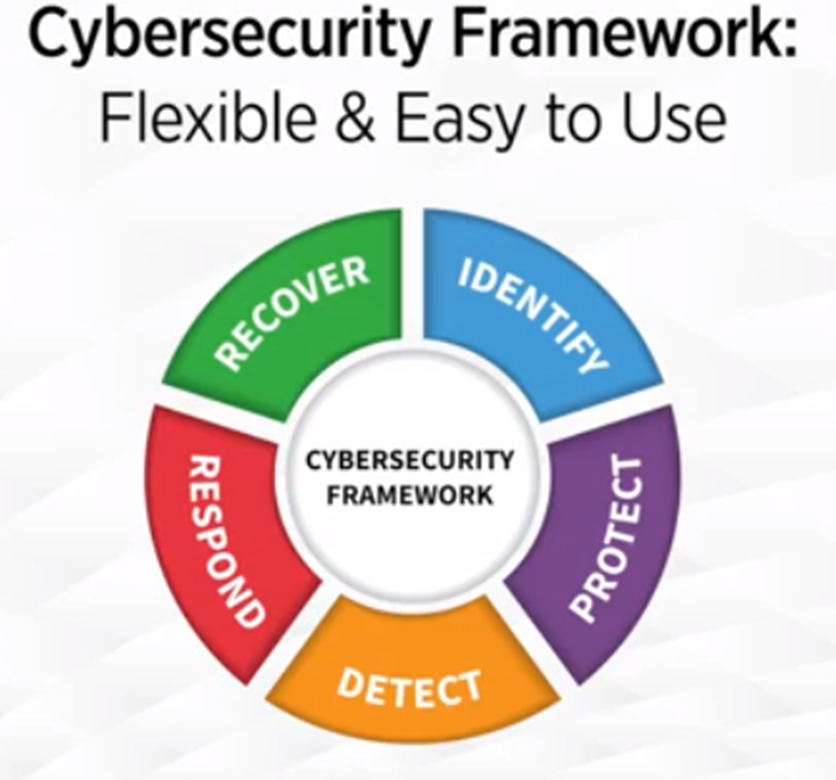 Cybersecurity Framework:
Flexible & Easy to Use
RECOVER
IDENTIFY
CYBERSECURITY
FRAMEWORK
RESPOND
PROTECT
DETECT